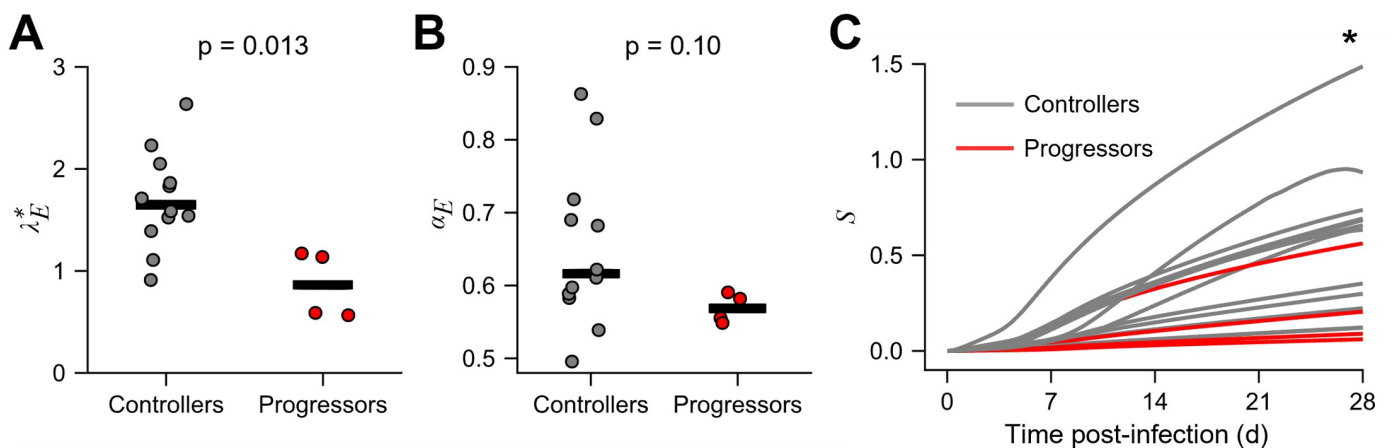 A
p = 0.013
3
2
1
0
λ*E
Controllers Progressors
B
p = 0.10
0.9
0.8
0.7
0.6
0.5
αE
Controllers Progressors
C
*
1.5
1.0
0.5
0.0
S
Controllers
Progressors
0 7 14 21 28
Time post-infection (d)